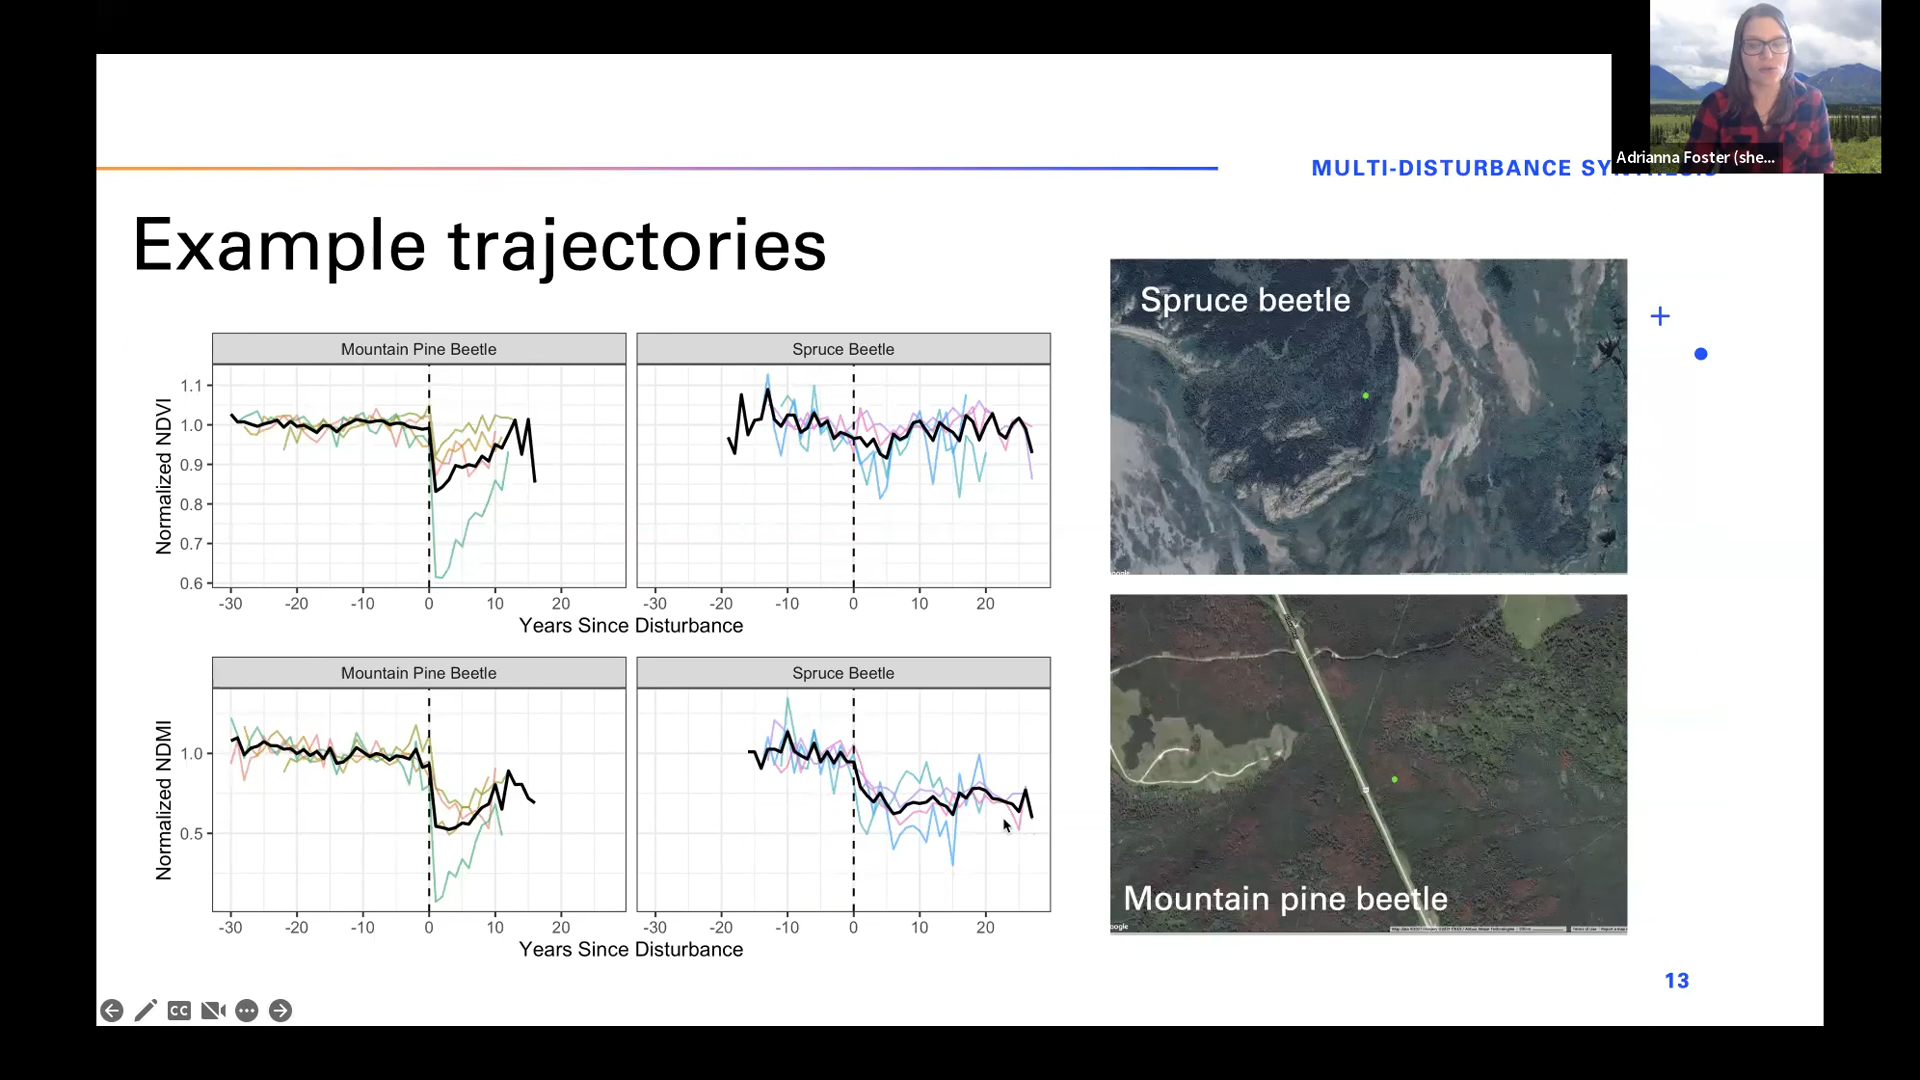 Adrianna Foster (she...
MULTI-DISTURBANCE SYNTHESIS
Example trajectories
Mountain Pine Beetle
Spruce Beetle
Normalized NDVI
1.1
1.0
0.9
0.8
0.7
0.6
-30 -20 -10 0 10 20
-30 -20 -10 0 10 20
Years Since Disturbance
Mountain Pine Beetle
Spruce Beetle
Normalized NDMI
1.0
0.5
-30 -20 -10 0 10 20
-30 -20 -10 0 10 20
Years Since Disturbance
Spruce beetle
Mountain pine beetle
13
CC